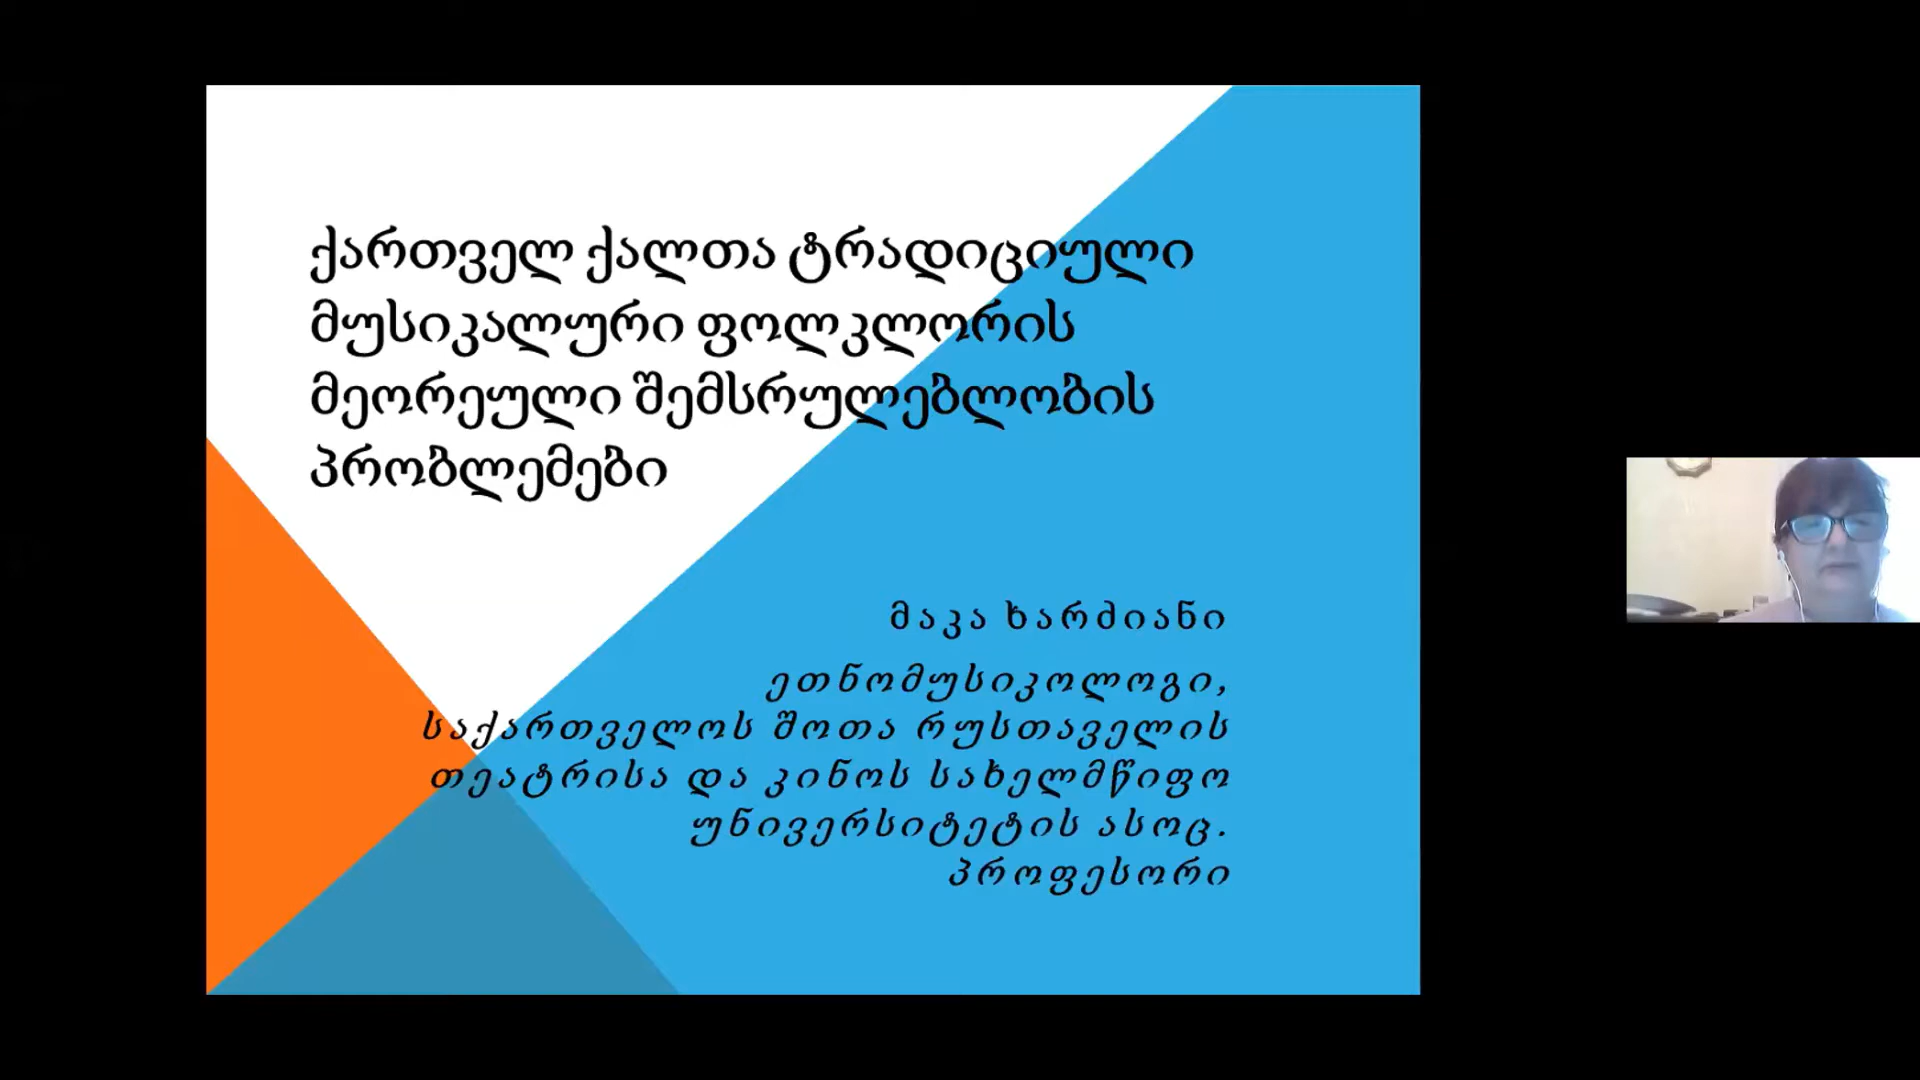 ქართველ ქალთა ტრადიციული
მუსიკალური ფოლკლორის
მეორეული შემსრულებლობის
პრობლემები
მაკა ხარძიანი
ეთნომუსიკოლოგი,
საქართველოს შოთა რუსთაველის
თეატრისა და კინოს სახელმწიფო
უნივერსიტეტის ასოც.
პროფესორი